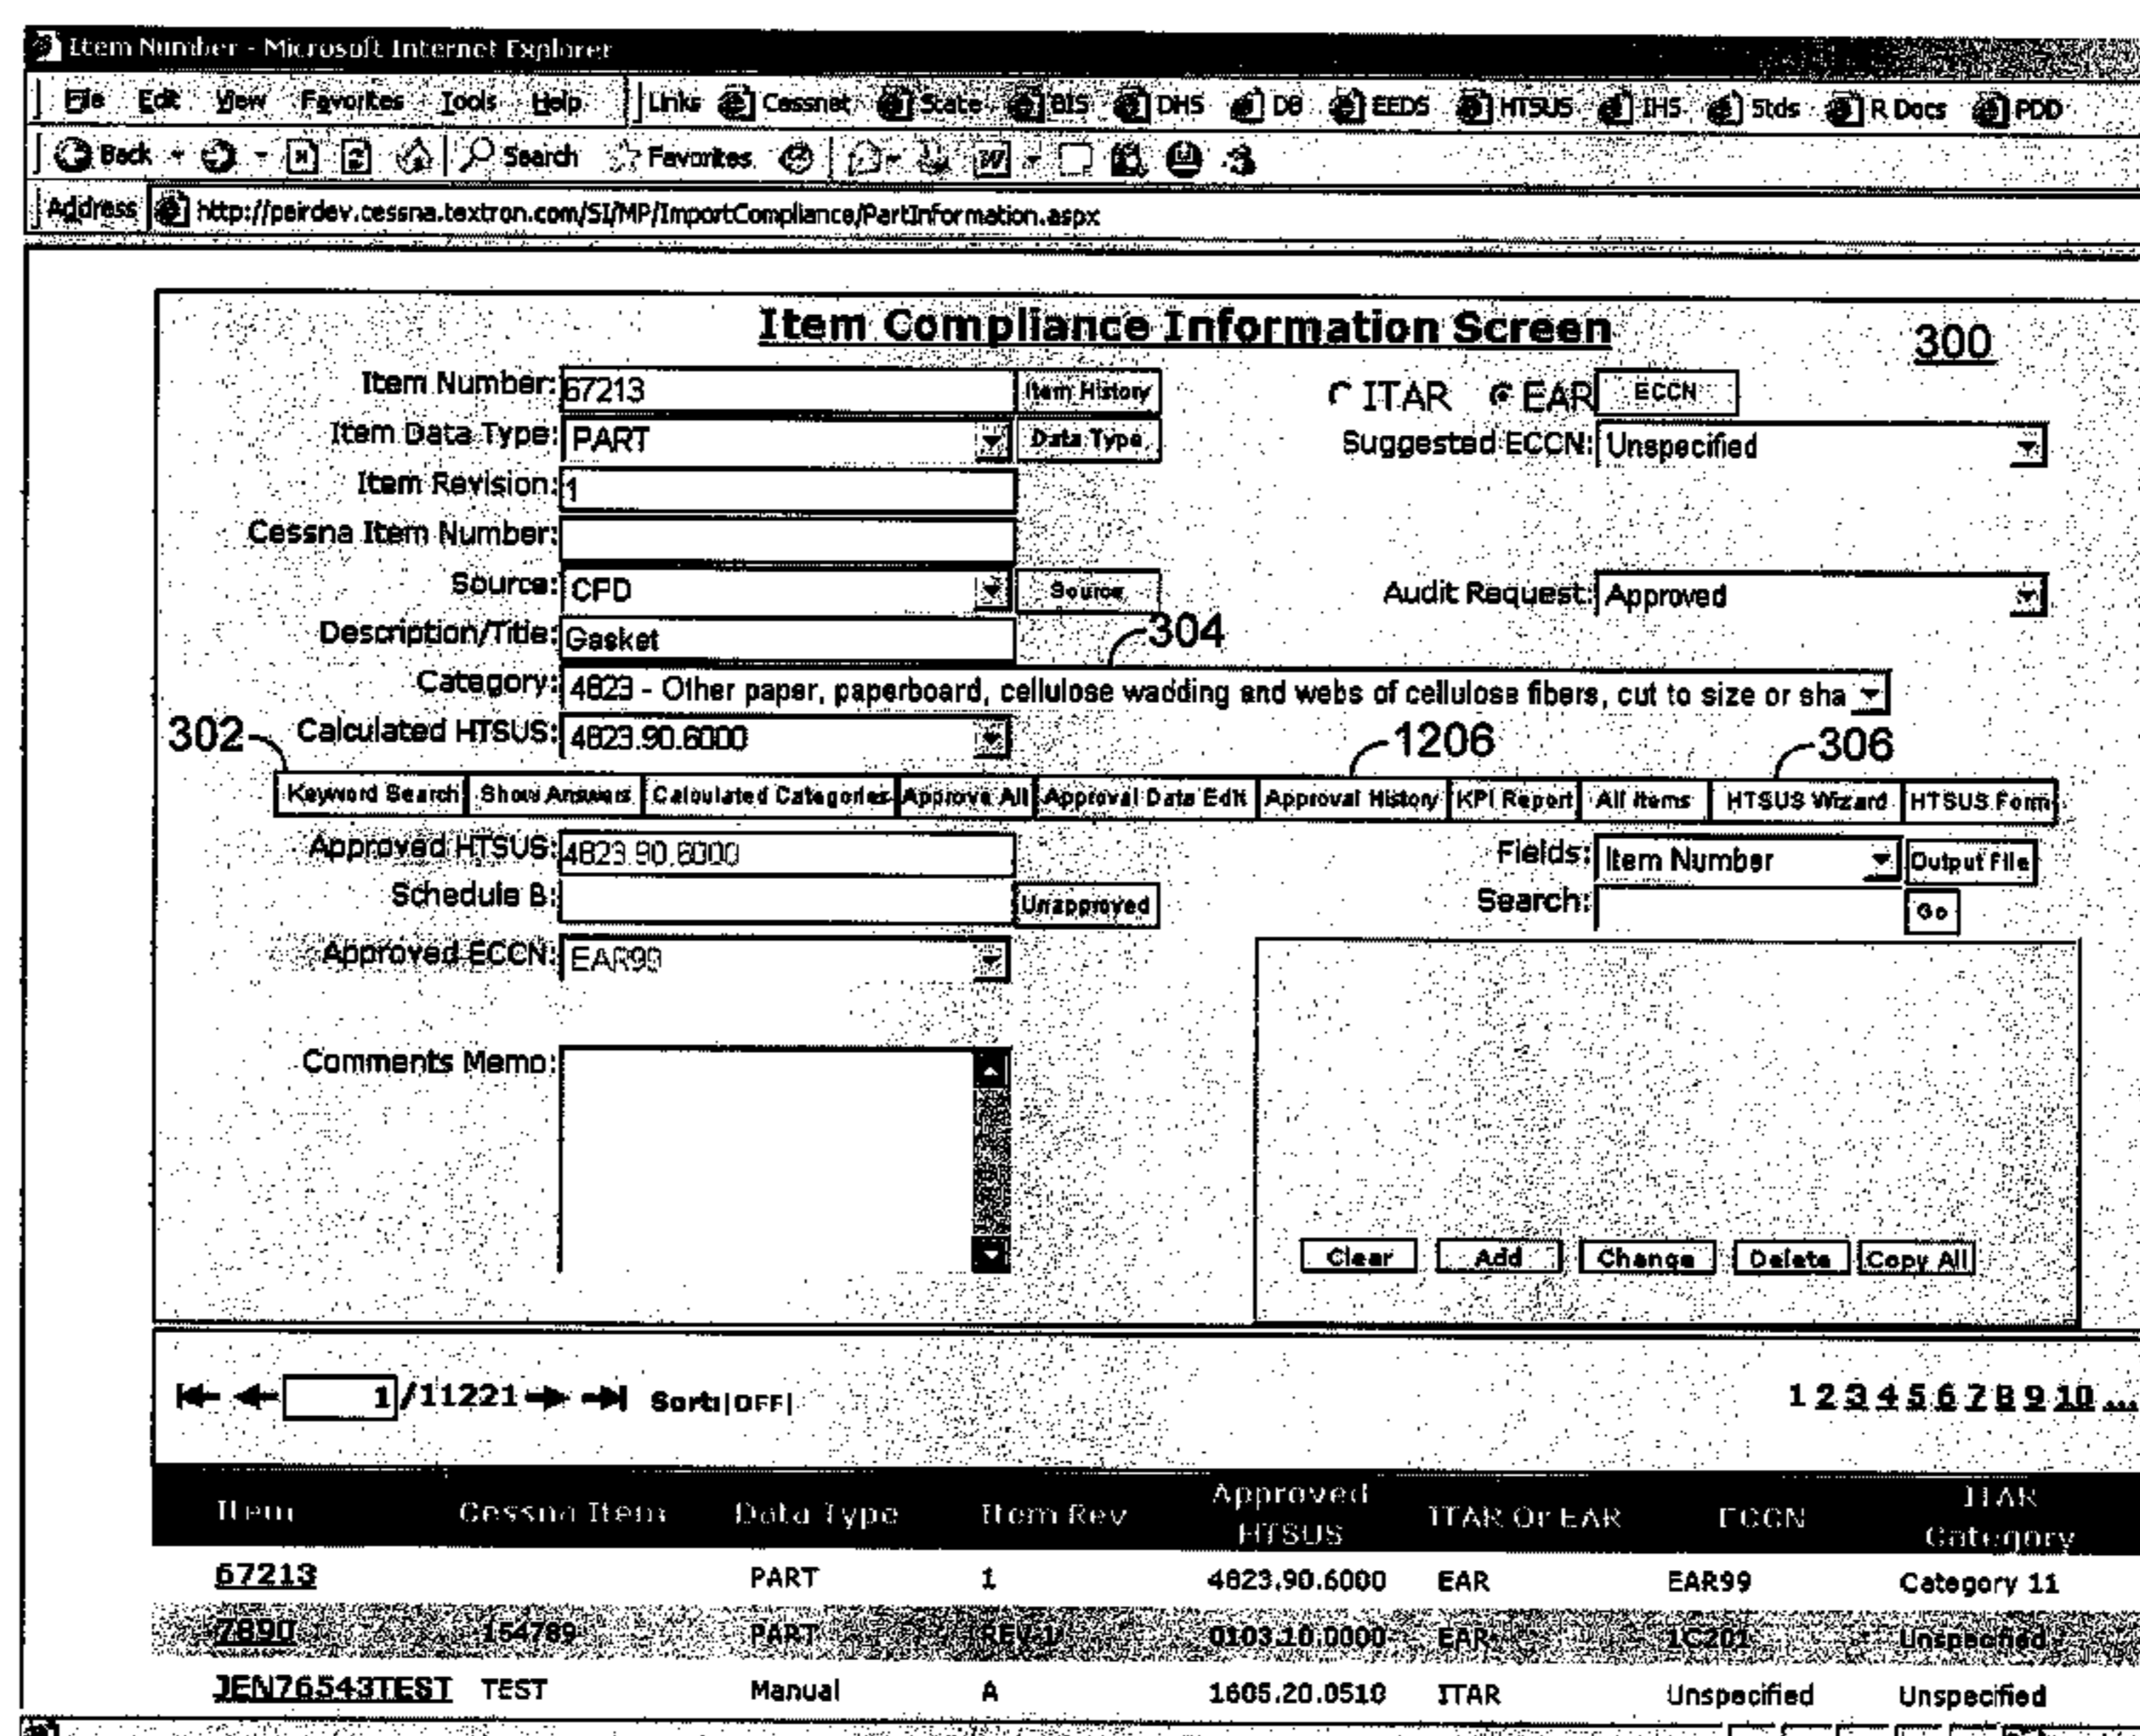 Item Number - Microsoft Internet Explorer
File Edit View Favorites Tools Help Links Cessnet State BIS DHS DB EEDS HTSUS IHS Stds R Docs PDD
Back Search Favorites
Address http://peirdev.cessna.textron.com/SI/MP/ImportCompliance/PartInformation.aspx
Item Compliance Information Screen 300
Item Number: 67213 Item History ITAR EAR ECCN
Item Data Type: PART Data Type Suggested ECCN: Unspecified
Item Revision: 1
Cessna Item Number:
Source: CPD Source Audit Request: Approved
Description/Title: Gasket 304
Category: 4823 - Other paper, paperboard, cellulose wadding and webs of cellulose fibers, cut to size or sha
302 Calculated HTSUS: 4823.90.6000 1206 306
Keyword Search Show Answers Calculated Categories Approve All Approval Data Edit Approval History KPI Report All Items HTSUS Wizard HTSUS Form
Approved HTSUS: 4823.90.6000 Fields: Item Number Output File
Schedule B: Unapproved Search: Go
Approved ECCN: EAR99
Comments Memo:
Clear Add Change Delete Copy All
1 /11221 Sort:|OFF| 1 2 3 4 5 6 7 8 9 10 ...
Item Cessna Item Data Type Item Rev Approved HTSUS ITAR Or EAR ECCN ITAR Category
67213 PART 1 4823.90.6000 EAR EAR99 Category 11
7890 154789 PART REV-1 0103.10.0000 EAR 1C201 Unspecified
JEN76543TEST TEST Manual A 1605.20.0510 ITAR Unspecified Unspecified